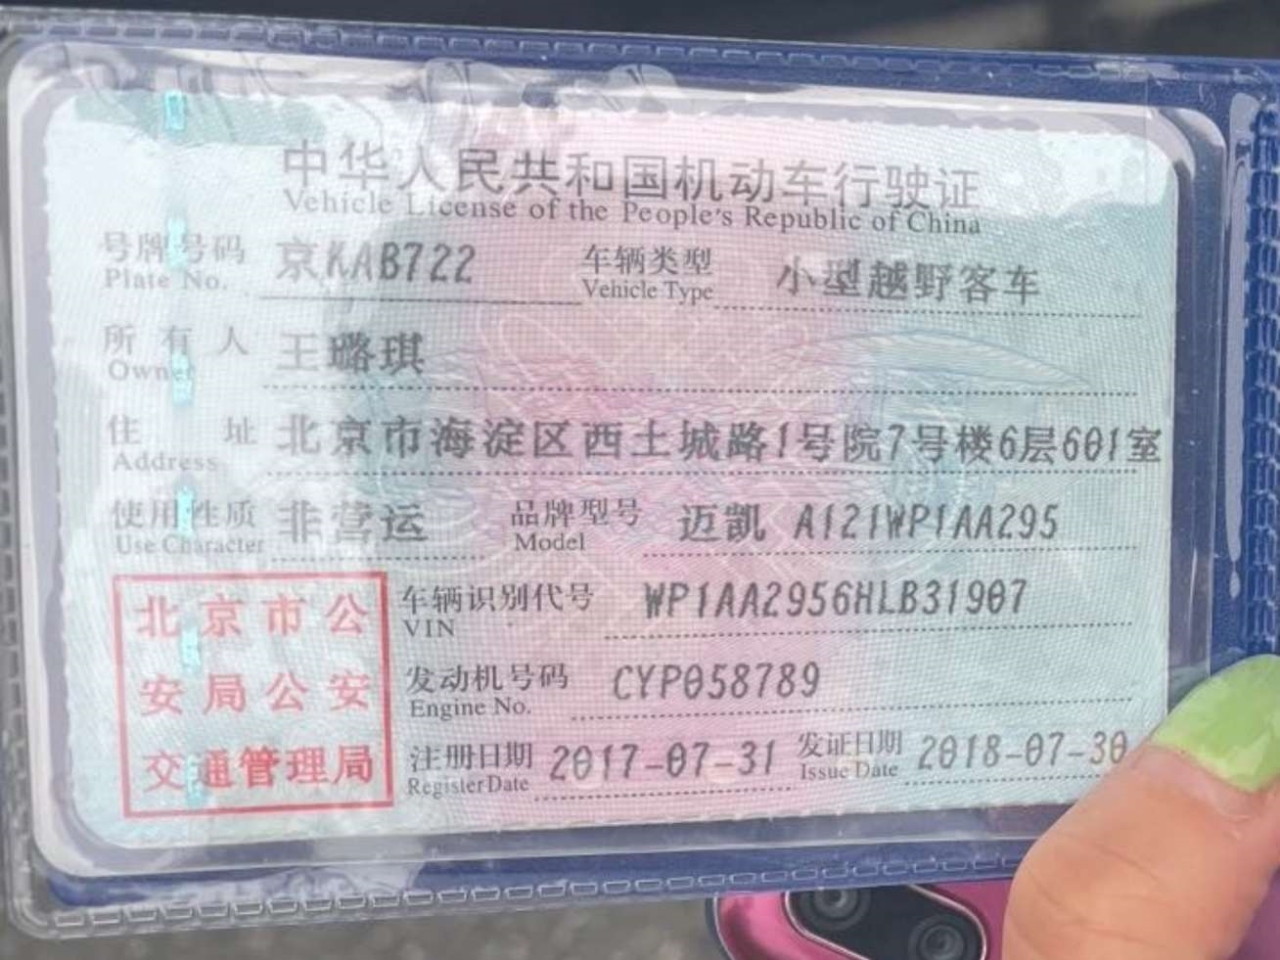 中华人民共和国机动车行驶证
Vehicle License of the People's Republic of China
号牌号码 京KAB722 车辆类型 小型越野客车
Plate No. Vehicle Type
所有人 王璐琪
Owner
住址 北京市海淀区西土城路1号院7号楼6层601室
Address
使用性质 非营运 品牌型号 迈凯 A121WP1AA295
Use Character Model
北京市公
安局公安
交通管理局
车辆识别代号 WP1AA2956HLB31907
VIN
发动机号码 CYP058789
Engine No.
注册日期 2017-07-31 发证日期 2018-07-30
Register Date Issue Date